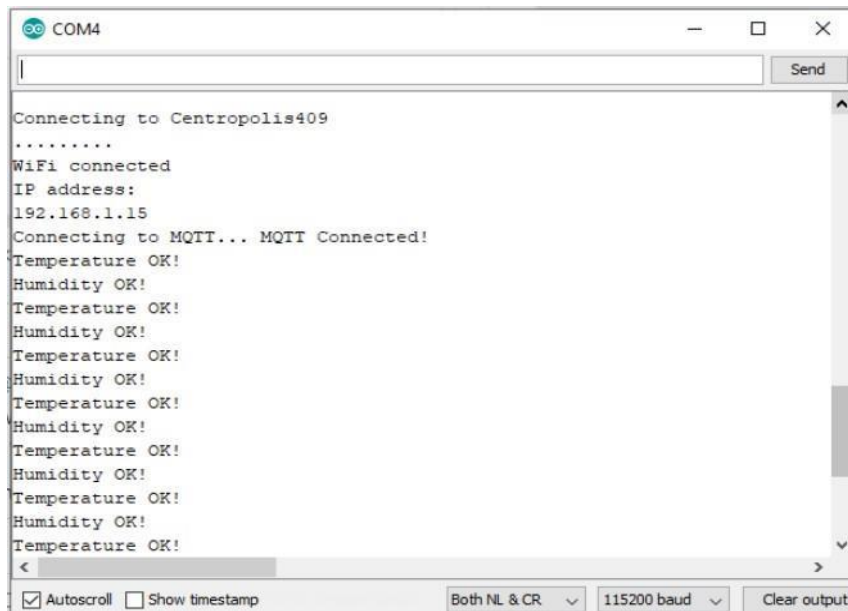 COM4
Send
Connecting to Centropolis409
.........
WiFi connected
IP address:
192.168.1.15
Connecting to MQTT... MQTT Connected!
Temperature OK!
Humidity OK!
Temperature OK!
Humidity OK!
Temperature OK!
Humidity OK!
Temperature OK!
Humidity OK!
Temperature OK!
Humidity OK!
Temperature OK!
Humidity OK!
Temperature OK!
Autoscroll Show timestamp Both NL & CR 115200 baud Clear output